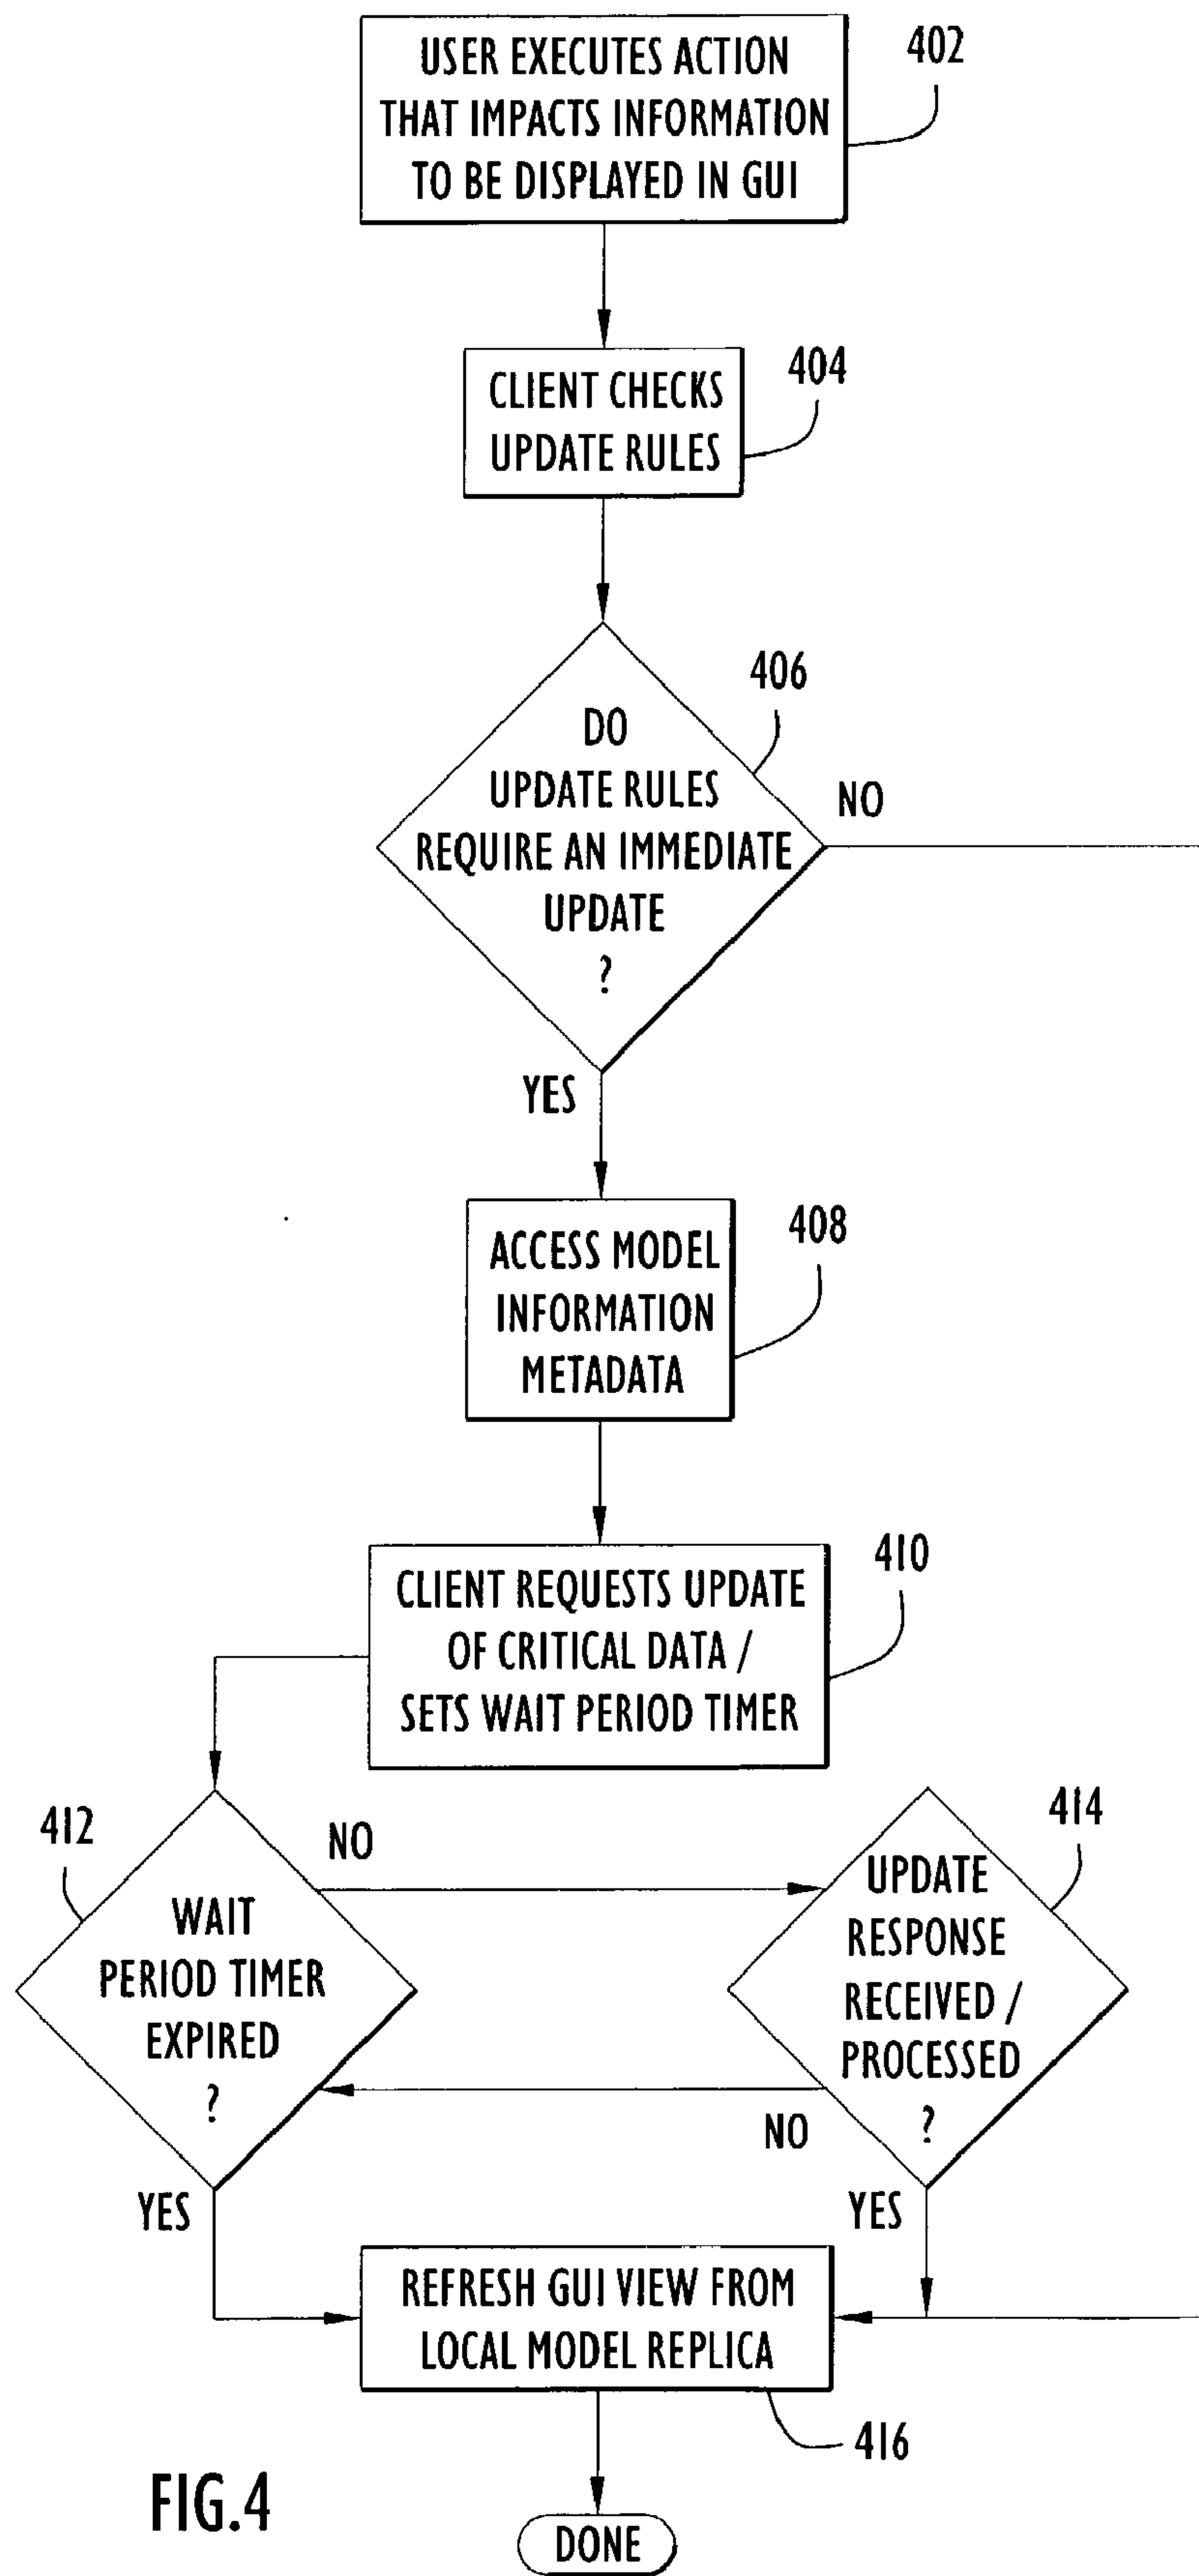 USER EXECUTES ACTION
THAT IMPACTS INFORMATION
TO BE DISPLAYED IN GUI
402
CLIENT CHECKS
UPDATE RULES
404
DO
UPDATE RULES
REQUIRE AN IMMEDIATE
UPDATE
?
406
NO
YES
ACCESS MODEL
INFORMATION
METADATA
408
CLIENT REQUESTS UPDATE
OF CRITICAL DATA /
SETS WAIT PERIOD TIMER
410
412
WAIT
PERIOD TIMER
EXPIRED
?
NO
YES
414
UPDATE
RESPONSE
RECEIVED /
PROCESSED
?
NO
YES
REFRESH GUI VIEW FROM
LOCAL MODEL REPLICA
416
DONE
FIG.4